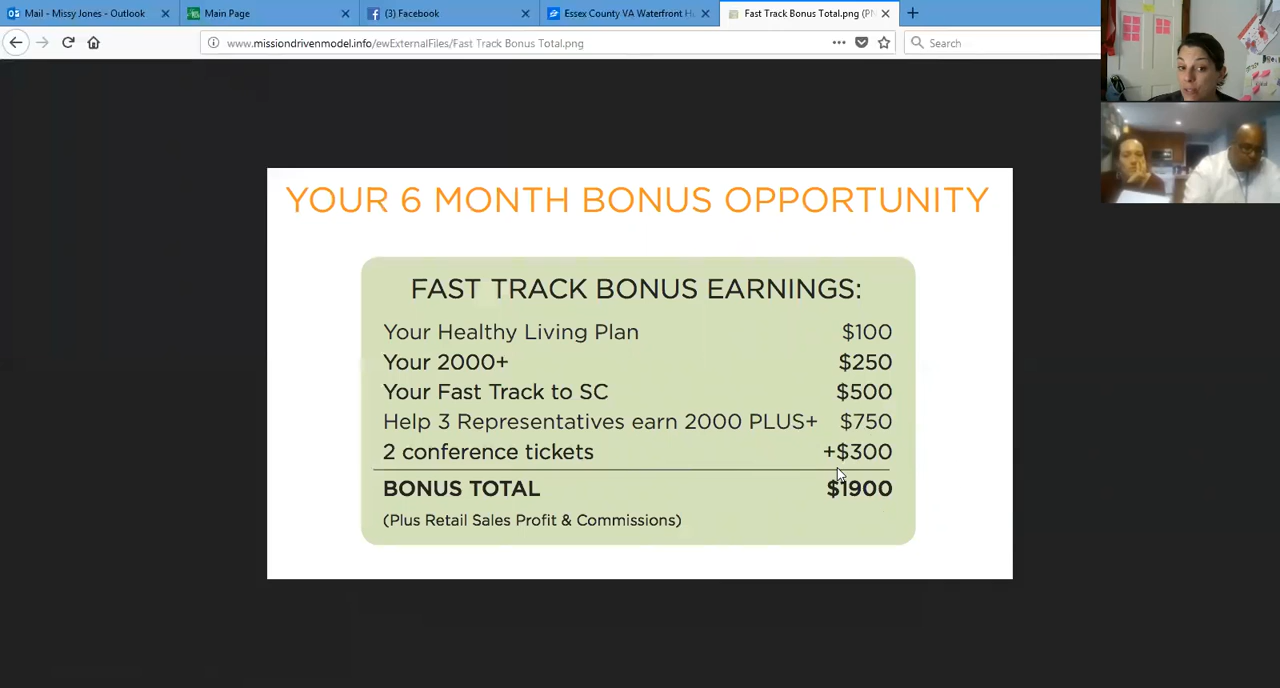 Mail - Missy Jones - Outlook
Main Page
(3) Facebook
Essex County VA Waterfront H
Fast Track Bonus Total.png (PN
www.missiondrivenmodel.info/ewExternalFiles/Fast Track Bonus Total.png
Search
YOUR 6 MONTH BONUS OPPORTUNITY
FAST TRACK BONUS EARNINGS:
Your Healthy Living Plan $100
Your 2000+ $250
Your Fast Track to SC $500
Help 3 Representatives earn 2000 PLUS+ $750
2 conference tickets +$300
BONUS TOTAL $1900
(Plus Retail Sales Profit & Commissions)